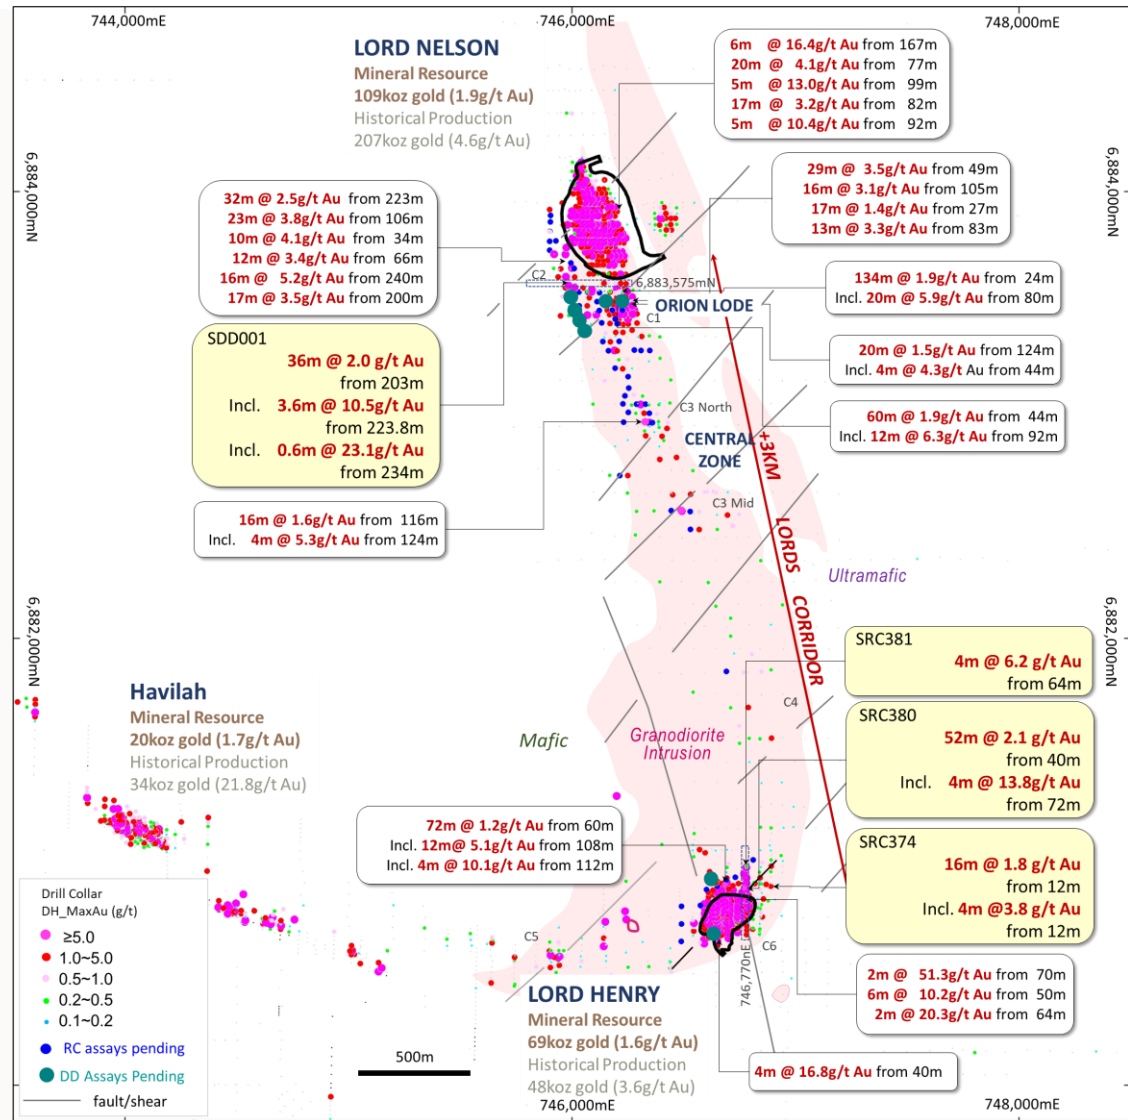 744,000mE
746,000mE
748,000mE
LORD NELSON
Mineral Resource
109koz gold (1.9g/t Au)
Historical Production
207koz gold (4.6g/t Au)
6m @ 16.4g/t Au from 167m
20m @ 4.1g/t Au from 77m
5m @ 13.0g/t Au from 99m
17m @ 3.2g/t Au from 82m
5m @ 10.4g/t Au from 92m
6,884,000mN
6,884,000mN
29m @ 3.5g/t Au from 49m
16m @ 3.1g/t Au from 105m
17m @ 1.4g/t Au from 27m
13m @ 3.3g/t Au from 83m
32m @ 2.5g/t Au from 223m
23m @ 3.8g/t Au from 106m
10m @ 4.1g/t Au from 34m
12m @ 3.4g/t Au from 66m
16m @ 5.2g/t Au from 240m
17m @ 3.5g/t Au from 200m
C2
6,883,575mN
ORION LODE
C1
134m @ 1.9g/t Au from 24m
Incl. 20m @ 5.9g/t Au from 80m
SDD001
36m @ 2.0 g/t Au
from 203m
Incl. 3.6m @ 10.5g/t Au
from 223.8m
Incl. 0.6m @ 23.1g/t Au
from 234m
20m @ 1.5g/t Au from 124m
Incl. 4m @ 4.3g/t Au from 44m
C3 North
60m @ 1.9g/t Au from 44m
Incl. 12m @ 6.3g/t Au from 92m
CENTRAL
ZONE
+3KM LORDS CORRIDOR
C3 Mid
16m @ 1.6g/t Au from 116m
Incl. 4m @ 5.3g/t Au from 124m
Ultramafic
6,882,000mN
6,882,000mN
SRC381
4m @ 6.2 g/t Au
from 64m
Havilah
Mineral Resource
20koz gold (1.7g/t Au)
Historical Production
34koz gold (21.8g/t Au)
C4
Mafic
Granodiorite
Intrusion
SRC380
52m @ 2.1 g/t Au
from 40m
Incl. 4m @ 13.8g/t Au
from 72m
72m @ 1.2g/t Au from 60m
Incl. 12m@ 5.1g/t Au from 108m
Incl. 4m @ 10.1g/t Au from 112m
SRC374
16m @ 1.8 g/t Au
from 12m
Incl. 4m @3.8 g/t Au
from 12m
C5
C6
746,770nE
2m @ 51.3g/t Au from 70m
6m @ 10.2g/t Au from 50m
2m @ 20.3g/t Au from 64m
LORD HENRY
Mineral Resource
69koz gold (1.6g/t Au)
Historical Production
48koz gold (3.6g/t Au)
4m @ 16.8g/t Au from 40m
Drill Collar
DH_MaxAu (g/t)
≥5.0
1.0~5.0
0.5~1.0
0.2~0.5
0.1~0.2
RC assays pending
DD Assays Pending
fault/shear
500m
746,000mE
748,000mE